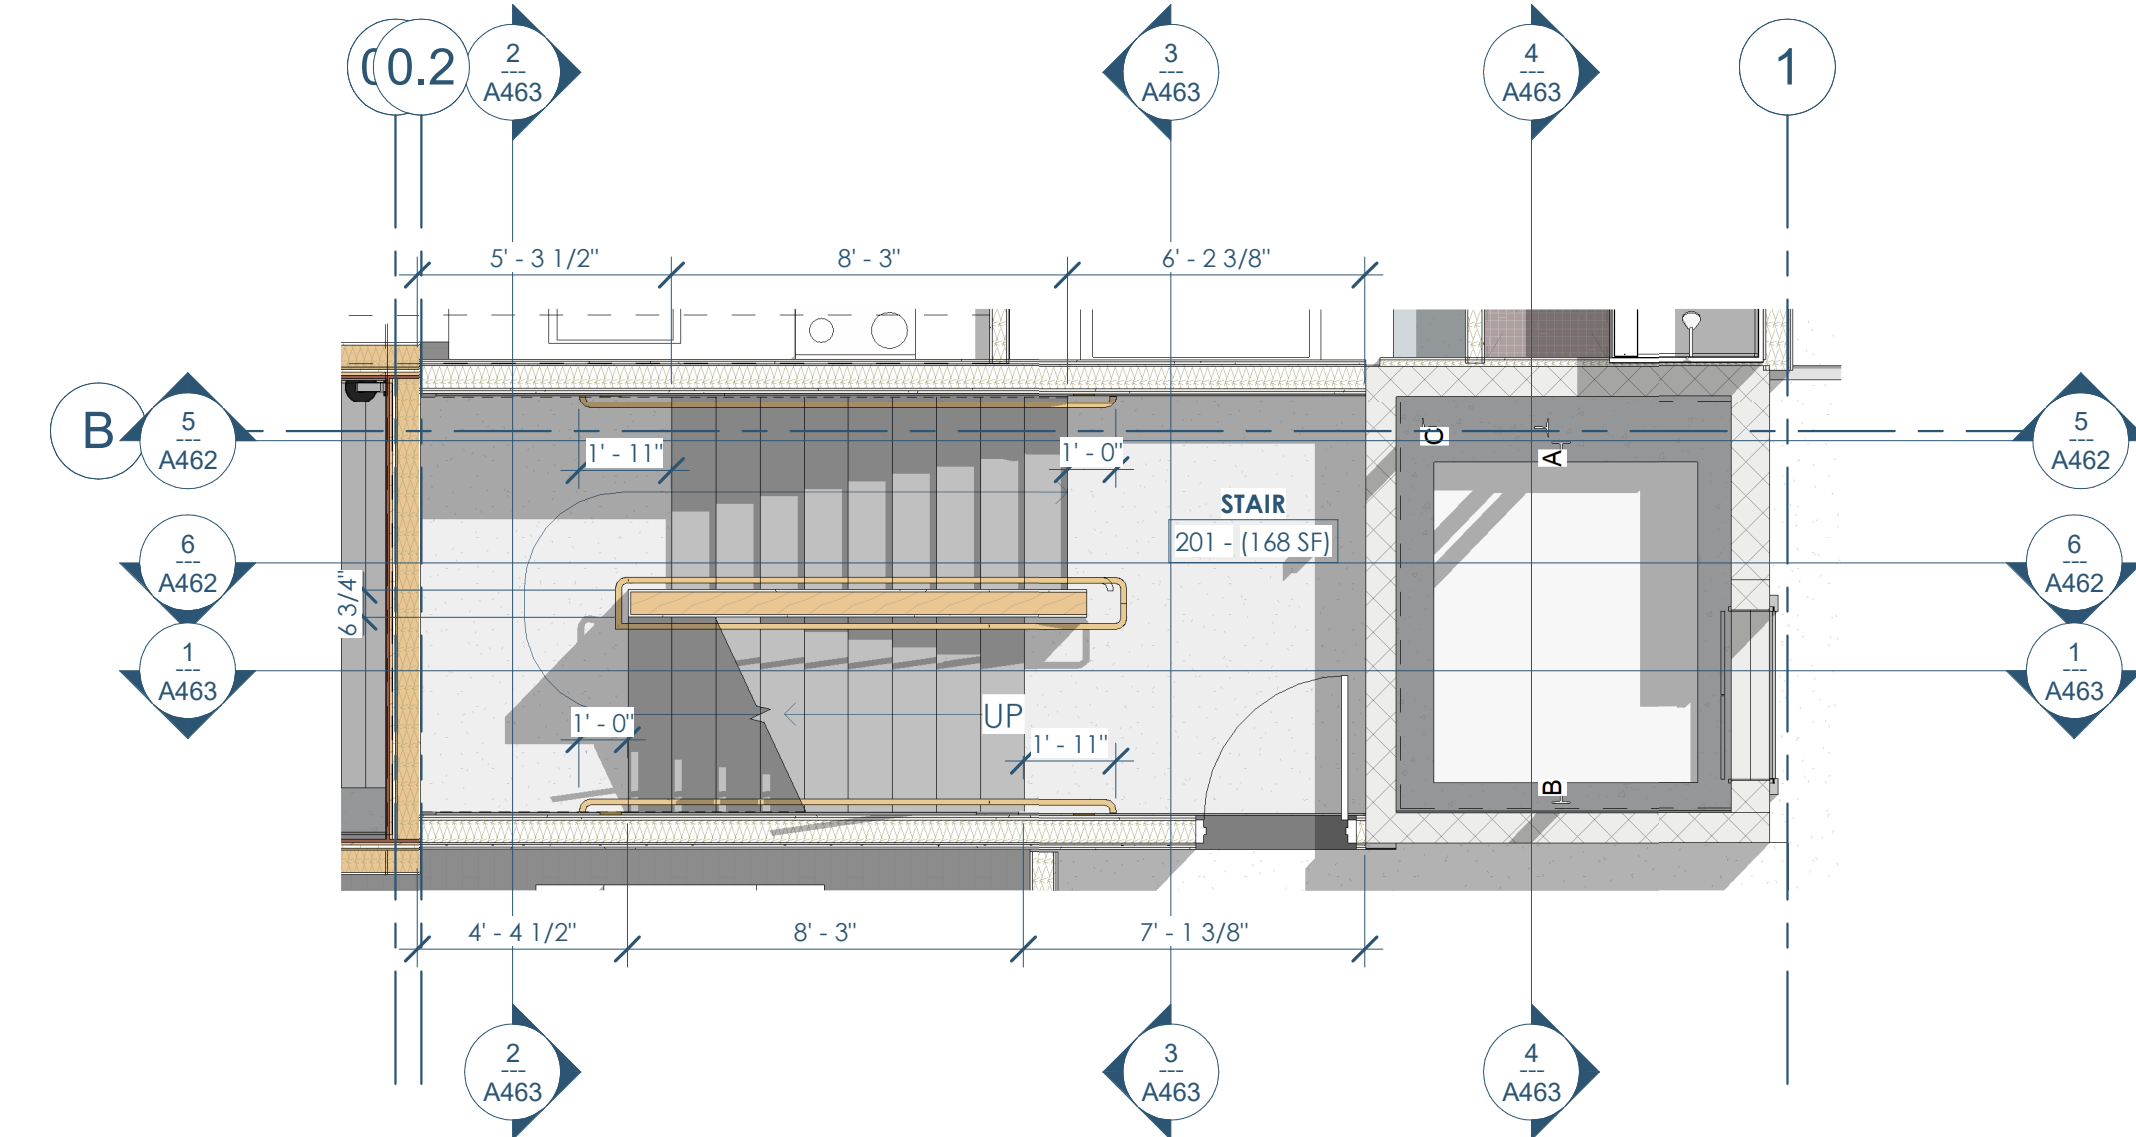 0.2
2
---
A463
3
---
A463
4
---
A463
1
5' - 3 1/2"
8' - 3"
6' - 2 3/8"
B
5
---
A462
5
---
A462
1' - 11"
1' - 0"
C
A
STAIR
201 - (168 SF)
6
---
A462
6
---
A462
6 3/4"
1
---
A463
1
---
A463
UP
1' - 0"
1' - 11"
B
4' - 4 1/2"
8' - 3"
7' - 1 3/8"
2
---
A463
3
---
A463
4
---
A463